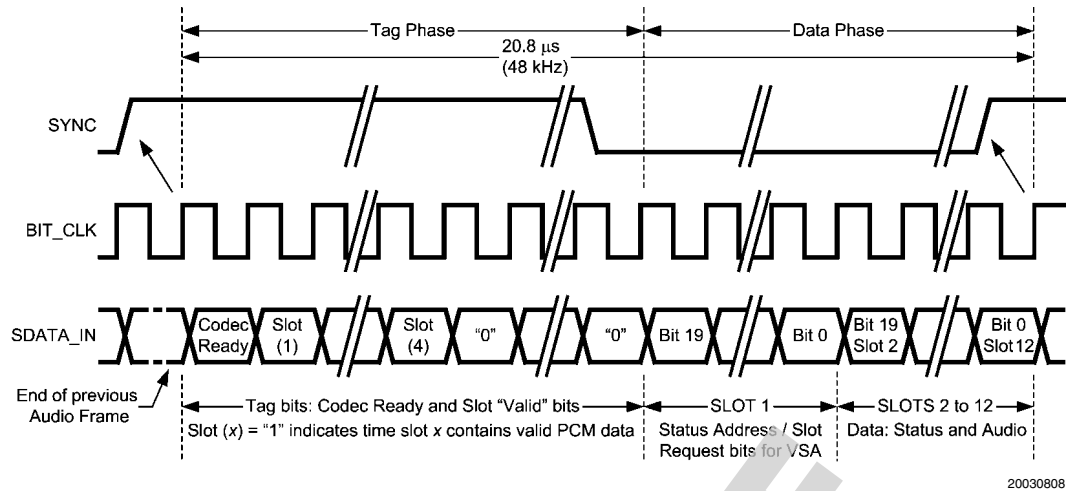 Tag Phase
Data Phase
20.8 μs
(48 kHz)
SYNC
BIT_CLK
SDATA_IN
Codec
Ready
Slot
(1)
Slot
(4)
“0”
“0”
Bit 19
Bit 0
Bit 19
Slot 2
Bit 0
Slot 12
End of previous
Audio Frame
Tag bits: Codec Ready and Slot “Valid” bits
Slot (x) = “1” indicates time slot x contains valid PCM data
SLOT 1
Status Address / Slot
Request bits for VSA
SLOTS 2 to 12
Data: Status and Audio
20030808